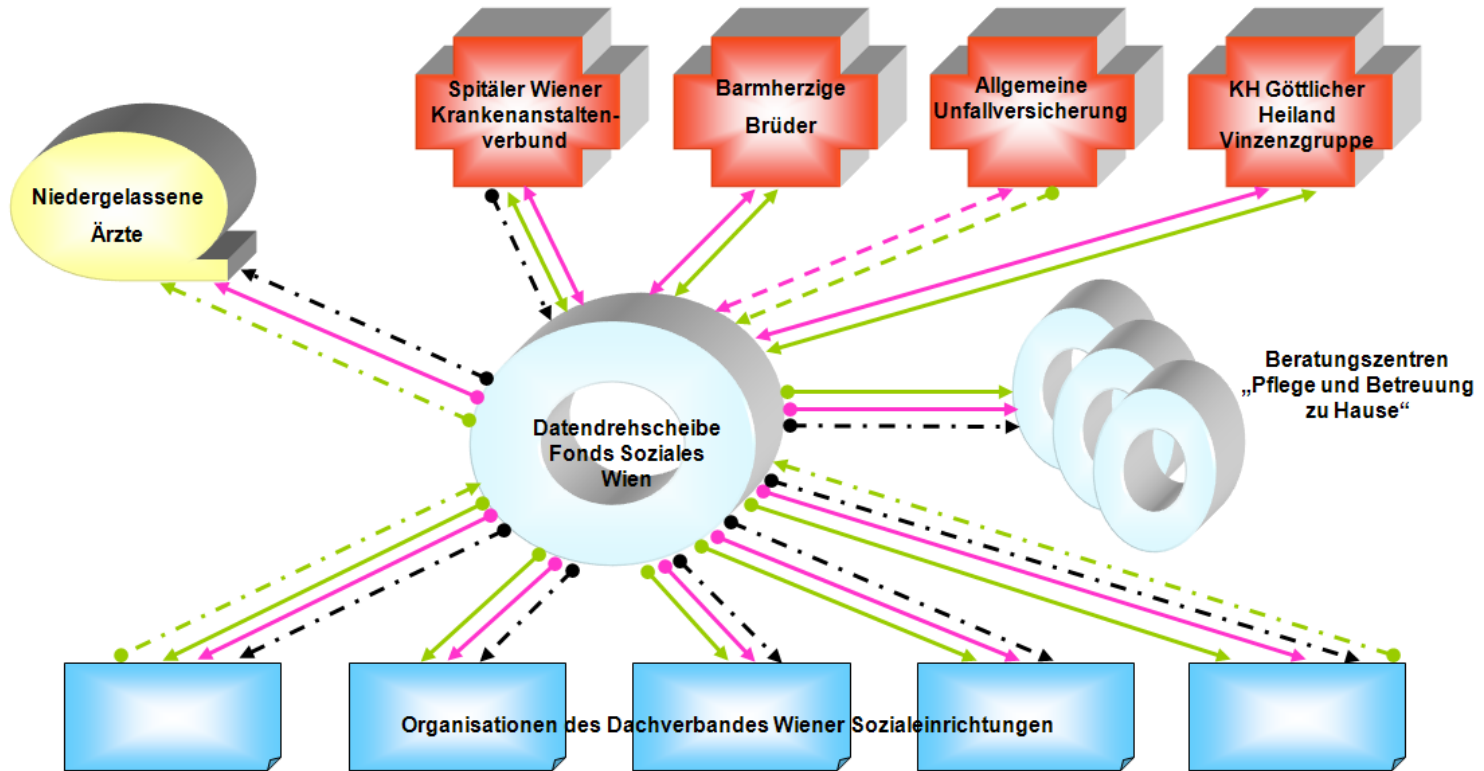 Spitäler Wiener
Krankenanstalten-
verbund
Barmherzige
Brüder
Allgemeine
Unfallversicherung
KH Göttlicher
Heiland
Vinzenzgruppe
Niedergelassene
Ärzte
Beratungszentren
„Pflege und Betreuung
zu Hause“
Datendrehscheibe
Fonds Soziales
Wien
Organisationen des Dachverbandes Wiener Sozialeinrichtungen